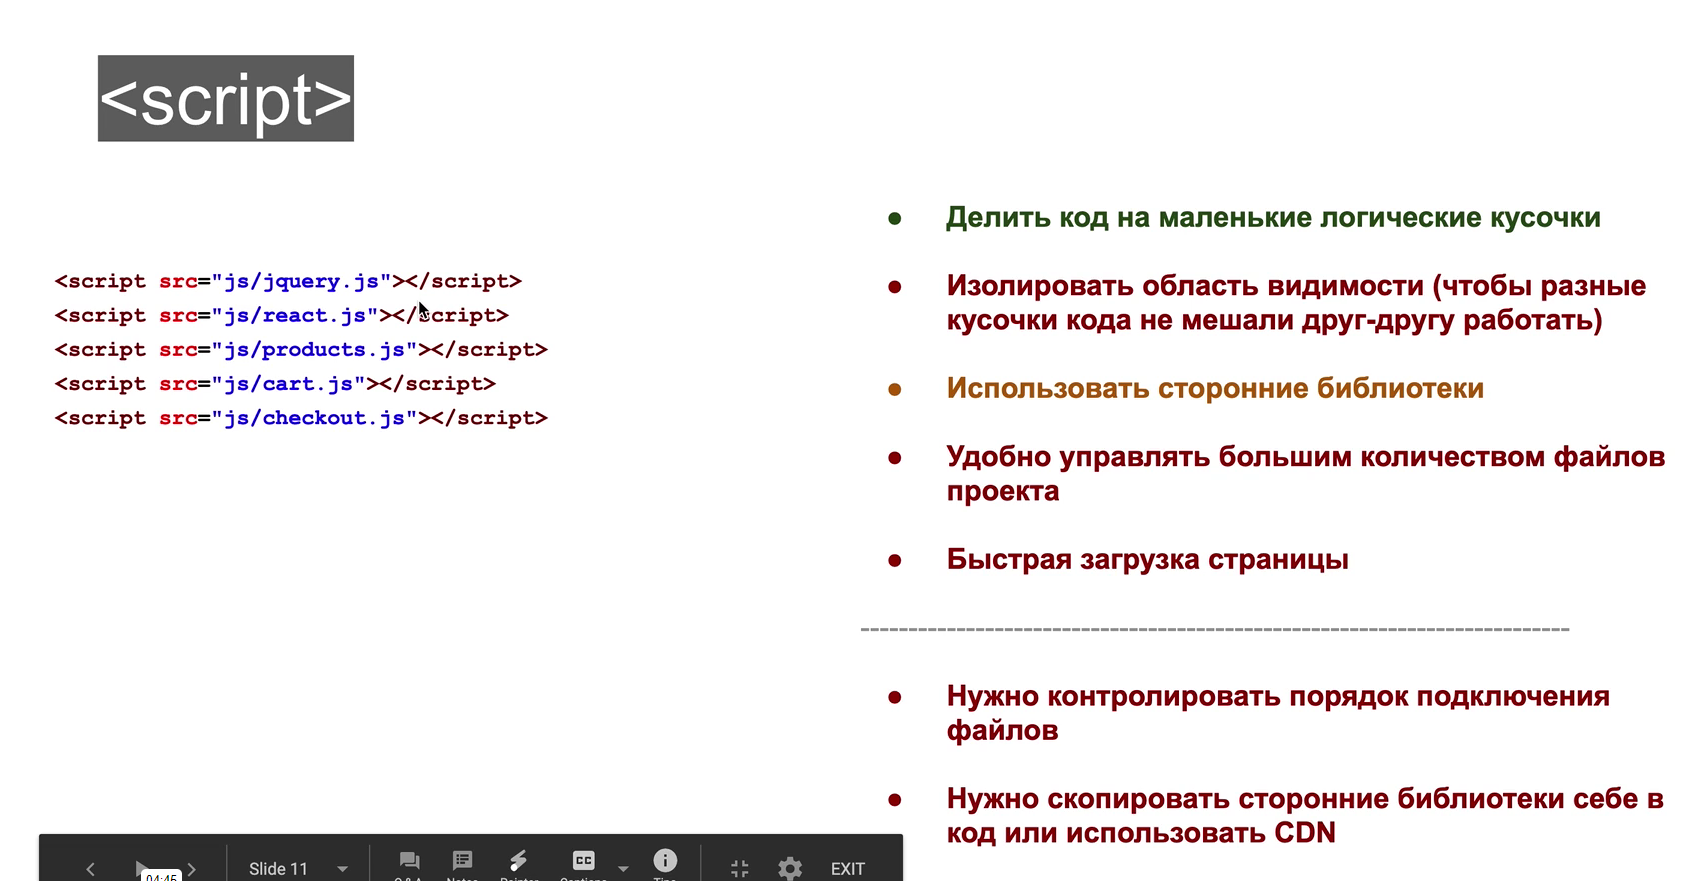 <script>
<script src="js/jquery.js"></script>
<script src="js/react.js"></script>
<script src="js/products.js"></script>
<script src="js/cart.js"></script>
<script src="js/checkout.js"></script>
● Делить код на маленькие логические кусочки
● Изолировать область видимости (чтобы разные
кусочки кода не мешали друг-другу работать)
● Использовать сторонние библиотеки
● Удобно управлять большим количеством файлов
проекта
● Быстрая загрузка страницы
● Нужно контролировать порядок подключения
файлов
● Нужно скопировать сторонние библиотеки себе в
код или использовать CDN
Slide 11
CC
EXIT
04:45